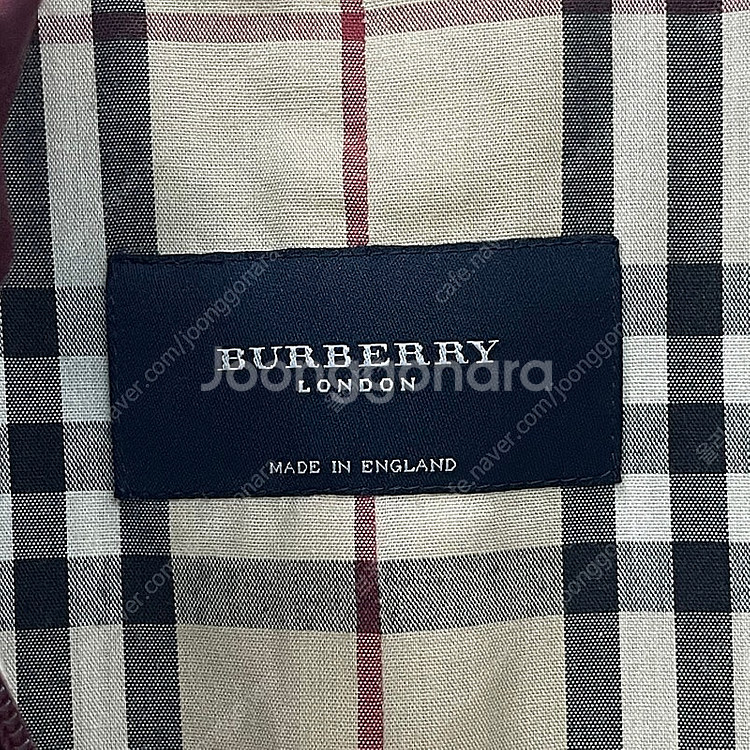 BURBERRY
LONDON
MADE IN ENGLAND
Joonggonara
cafe.naver.com/joonggonara